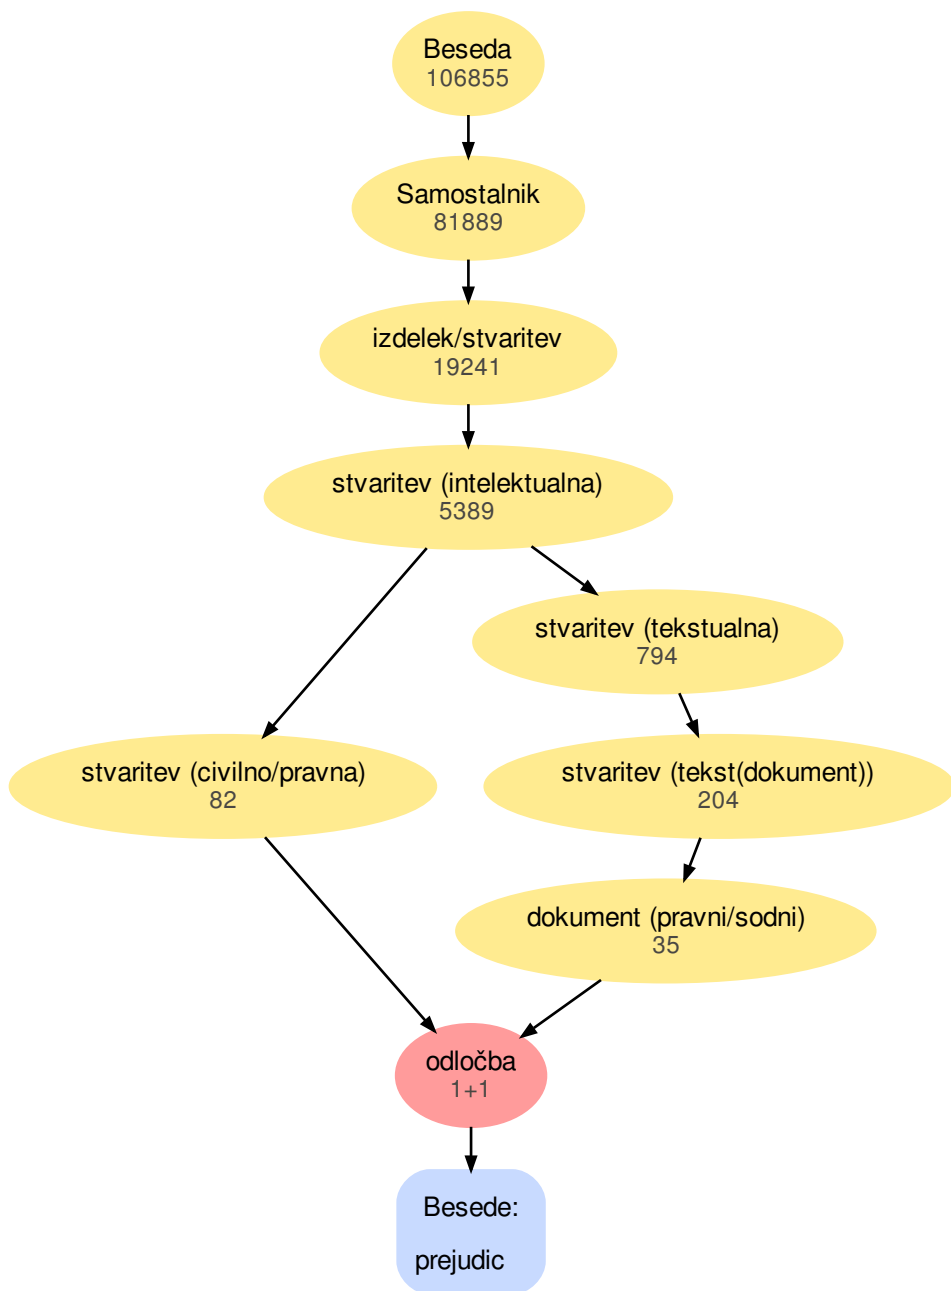 Beseda
106855
Samostalnik
81889
izdelek/stvaritev
19241
stvaritev (intelektualna)
5389
stvaritev (tekstualna)
794
stvaritev (civilno/pravna)
82
stvaritev (tekst(dokument))
204
dokument (pravni/sodni)
35
odločba
1+1
Besede:
prejudic